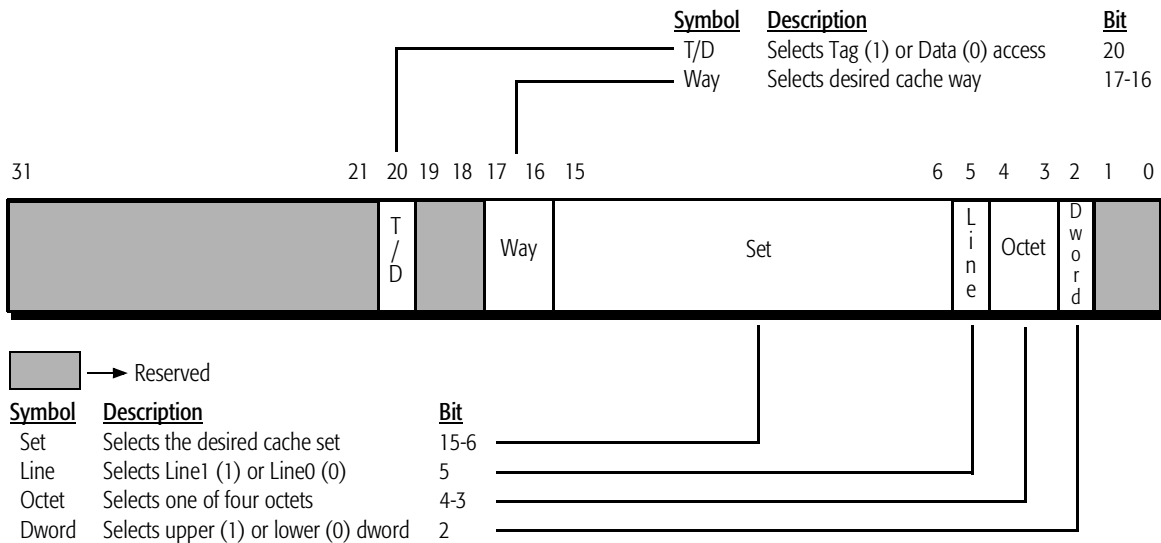 Symbol Description Bit
T/D Selects Tag (1) or Data (0) access 20
Way Selects desired cache way 17-16
31 21 20 19 18 17 16 15 6 5 4 3 2 1 0
T/D Way Set Line Octet Dword
Reserved
Symbol Description Bit
Set Selects the desired cache set 15-6
Line Selects Line1 (1) or Line0 (0) 5
Octet Selects one of four octets 4-3
Dword Selects upper (1) or lower (0) dword 2